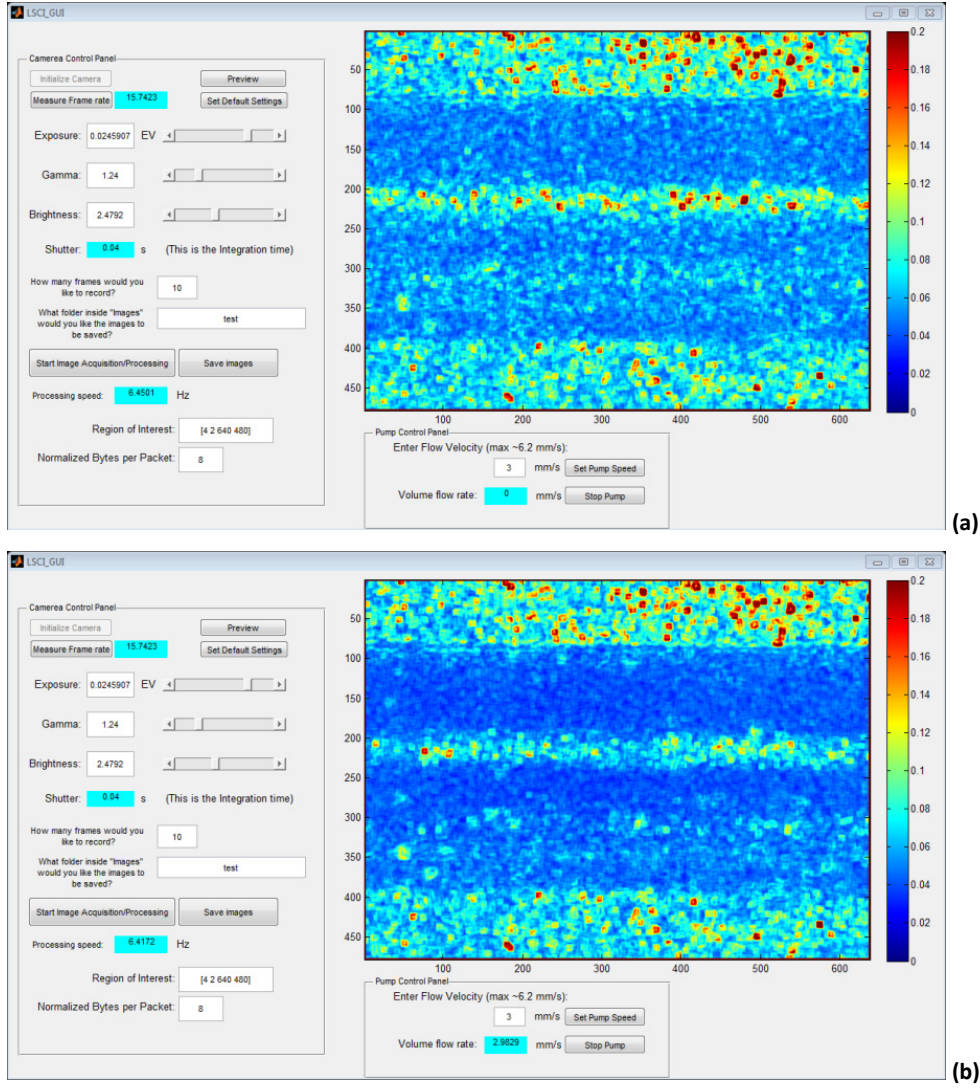 LSCI_GUI
Camerea Control Panel
Initialize Camera
Preview
Measure Frame rate
15.7423
Set Default Settings
Exposure:
0.0245907
EV
Gamma:
1.24
Brightness:
2.4792
Shutter:
0.04
s
(This is the Integration time)
How many frames would you
like to record?
10
What folder inside "Images"
would you like the images to
be saved?
test
Start Image Acquisition/Processing
Save images
Processing speed:
6.4501
Hz
Region of Interest:
[4 2 640 480]
Normalized Bytes per Packet:
8
50
100
150
200
250
300
350
400
450
100
200
300
400
500
600
0.2
0.18
0.16
0.14
0.12
0.1
0.08
0.06
0.04
0.02
0
Pump Control Panel
Enter Flow Velocity (max ~6.2 mm/s):
3
mm/s
Set Pump Speed
Volume flow rate:
0
mm/s
Stop Pump
(a)
LSCI_GUI
Camerea Control Panel
Initialize Camera
Preview
Measure Frame rate
15.7423
Set Default Settings
Exposure:
0.0245907
EV
Gamma:
1.24
Brightness:
2.4792
Shutter:
0.04
s
(This is the Integration time)
How many frames would you
like to record?
10
What folder inside "Images"
would you like the images to
be saved?
test
Start Image Acquisition/Processing
Save images
Processing speed:
6.4172
Hz
Region of Interest:
[4 2 640 480]
Normalized Bytes per Packet:
8
50
100
150
200
250
300
350
400
450
100
200
300
400
500
600
0.2
0.18
0.16
0.14
0.12
0.1
0.08
0.06
0.04
0.02
0
Pump Control Panel
Enter Flow Velocity (max ~6.2 mm/s):
3
mm/s
Set Pump Speed
Volume flow rate:
2.9829
mm/s
Stop Pump
(b)